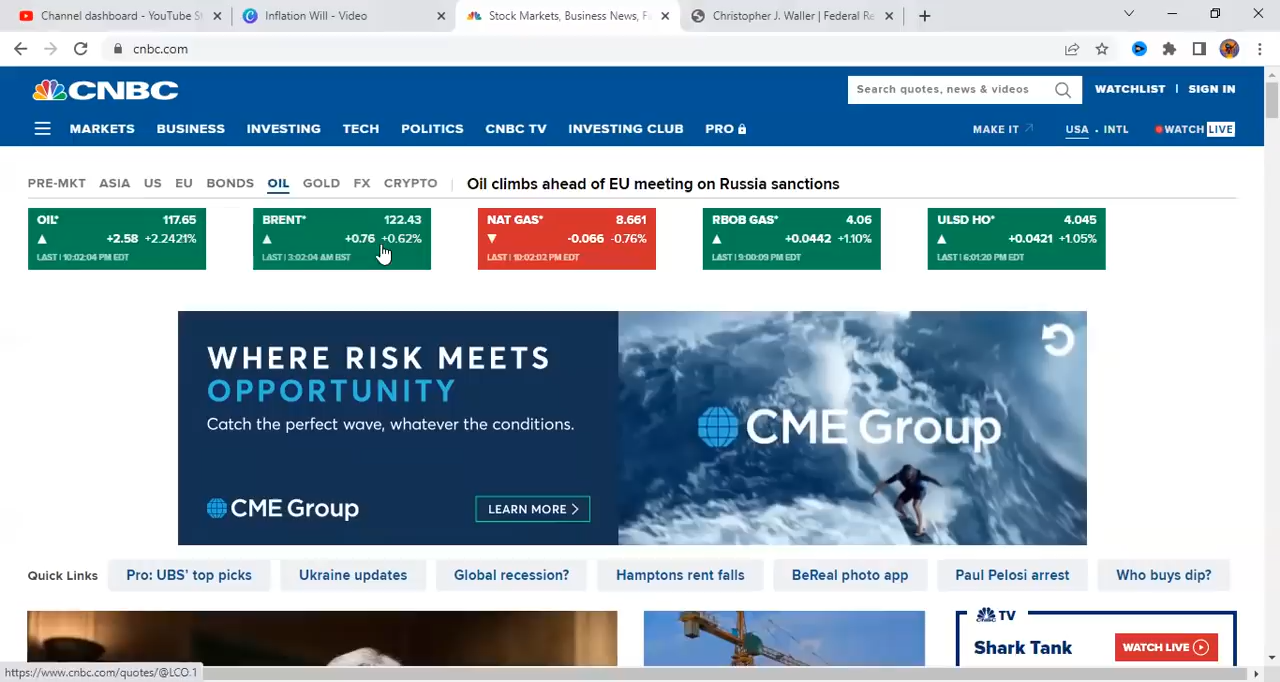 Channel dashboard - YouTube St
Inflation Will - Video
Stock Markets, Business News, Fi
Christopher J. Waller | Federal Re
cnbc.com
CNBC
Search quotes, news & videos
WATCHLIST | SIGN IN
MARKETS BUSINESS INVESTING TECH POLITICS CNBC TV INVESTING CLUB PRO
MAKE IT USA - INTL WATCH LIVE
PRE-MKT ASIA US EU BONDS OIL GOLD FX CRYPTO | Oil climbs ahead of EU meeting on Russia sanctions
OIL* 117.65
+2.58 +2.2421%
LAST | 10:02:04 PM EDT
BRENT* 122.43
+0.76 +0.62%
LAST | 3:02:04 AM BST
NAT GAS* 8.661
-0.066 -0.76%
LAST | 10:02:02 PM EDT
RBOB GAS* 4.06
+0.0442 +1.10%
LAST | 9:00:09 PM EDT
ULSD HO* 4.045
+0.0421 +1.05%
LAST | 6:01:20 PM EDT
WHERE RISK MEETS
OPPORTUNITY
Catch the perfect wave, whatever the conditions.
CME Group
LEARN MORE
CME Group
Quick Links
Pro: UBS' top picks
Ukraine updates
Global recession?
Hamptons rent falls
BeReal photo app
Paul Pelosi arrest
Who buys dip?
CNBC TV
Shark Tank
WATCH LIVE
https://www.cnbc.com/quotes/@LCO.1